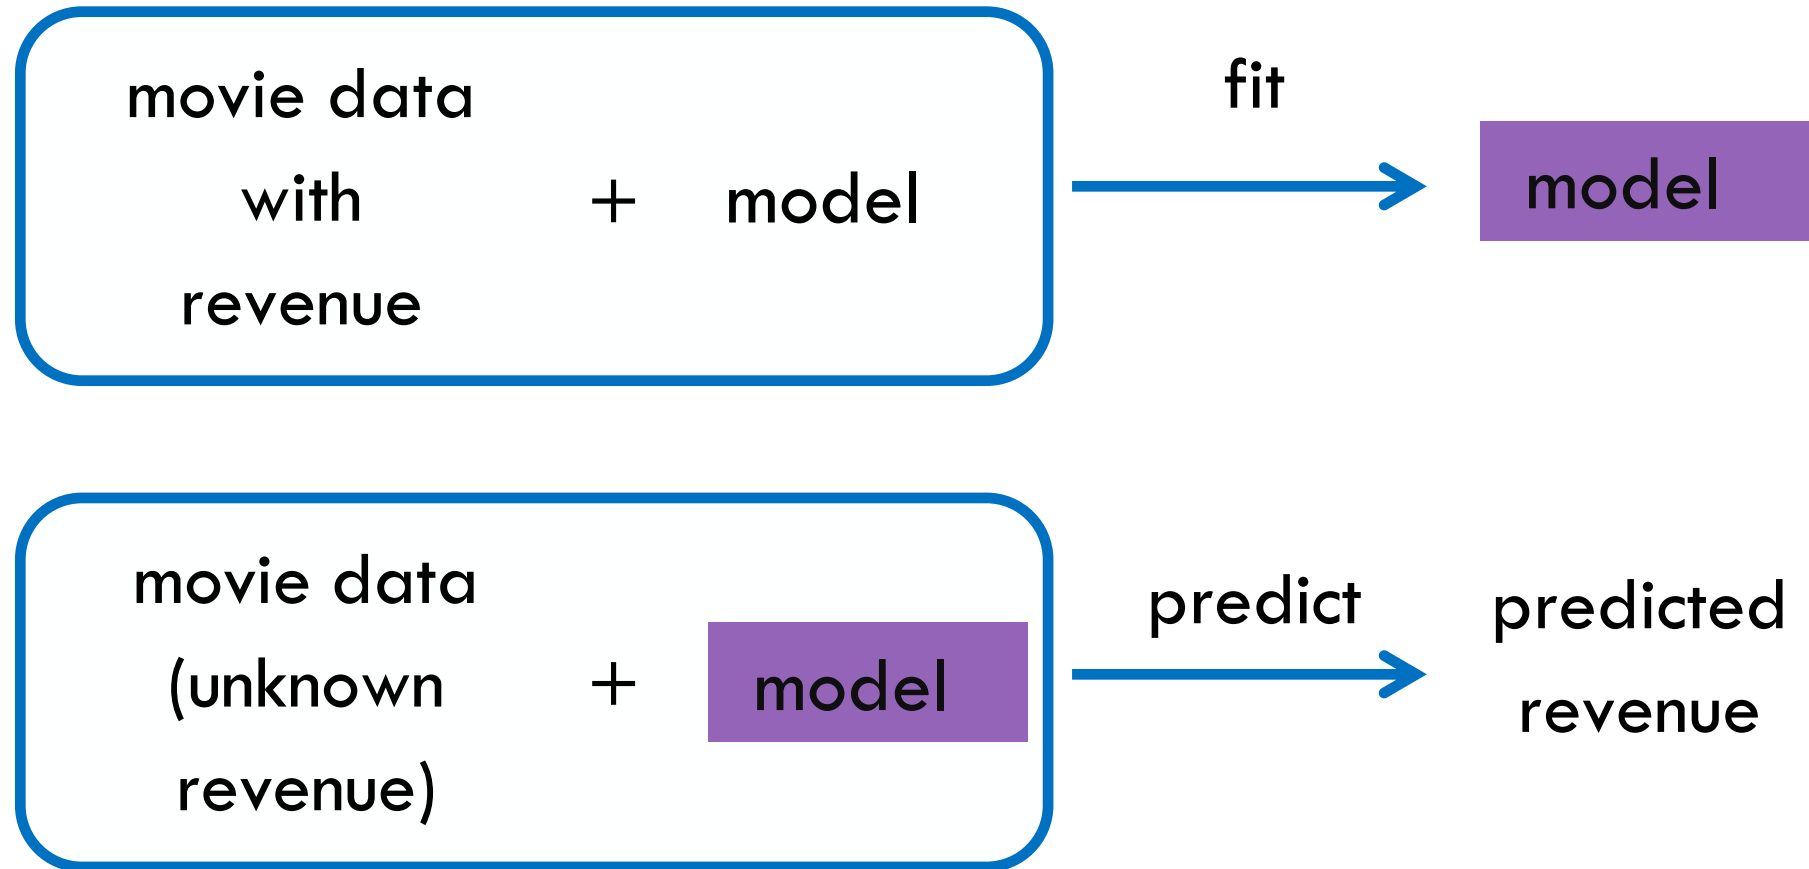 movie data
with
revenue
+
model
fit
model
movie data
(unknown
revenue)
+
model
predict
predicted
revenue